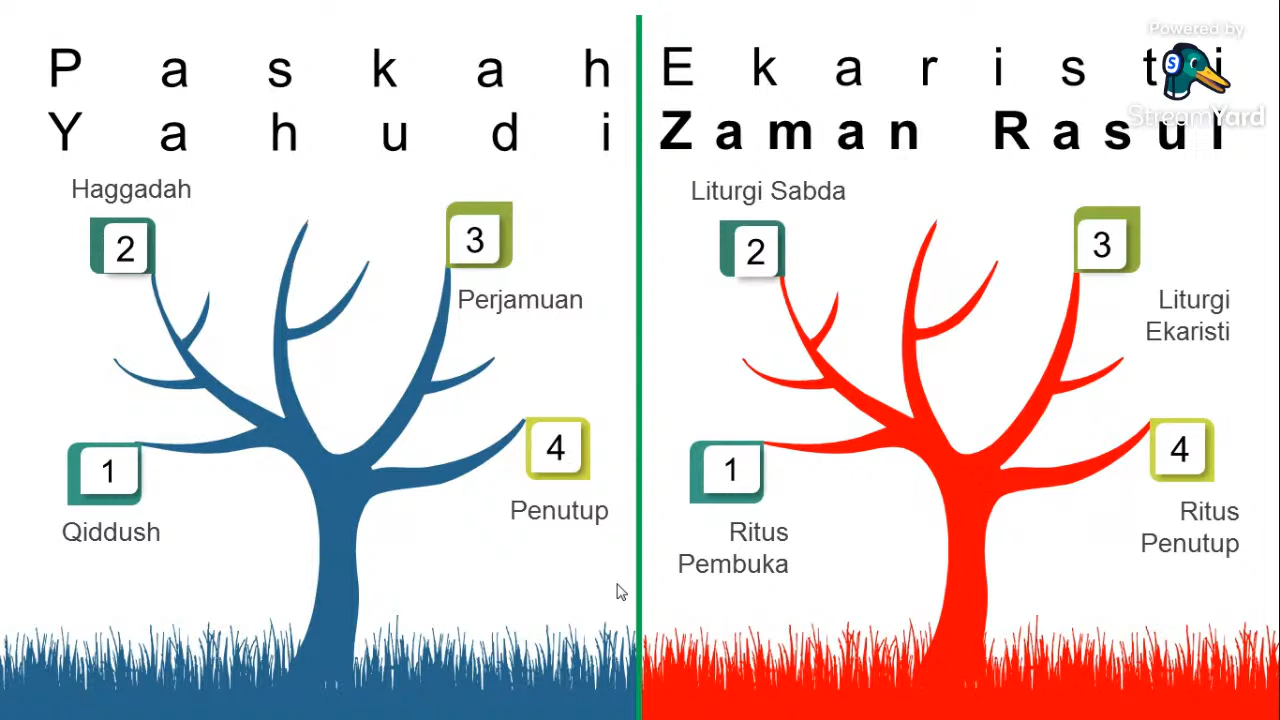 Paskah
Yahudi
Haggadah
2
3
Perjamuan
1
Qiddush
4
Penutup
Ekaristi
Zaman Rasul
Powered by
S
StreamYard
Liturgi Sabda
2
3
Liturgi
Ekaristi
1
Ritus
Pembuka
4
Ritus
Penutup